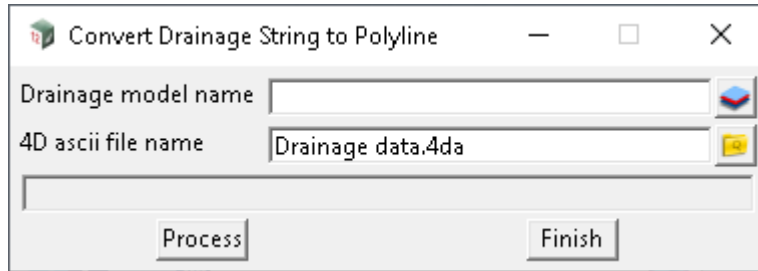 Convert Drainage String to Polyline
Drainage model name
4D ascii file name Drainage data.4da
Process Finish